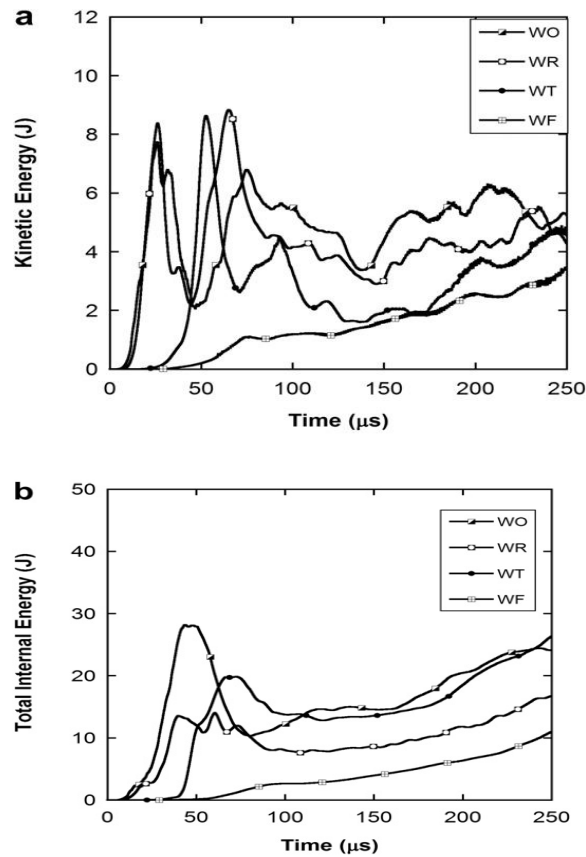 a
12
10
8
6
4
2
0
Kinetic Energy (J)
WO
WR
WT
WF
0 50 100 150 200 250
Time (μs)
b
50
40
30
20
10
0
Total Internal Energy (J)
WO
WR
WT
WF
0 50 100 150 200 250
Time (μs)